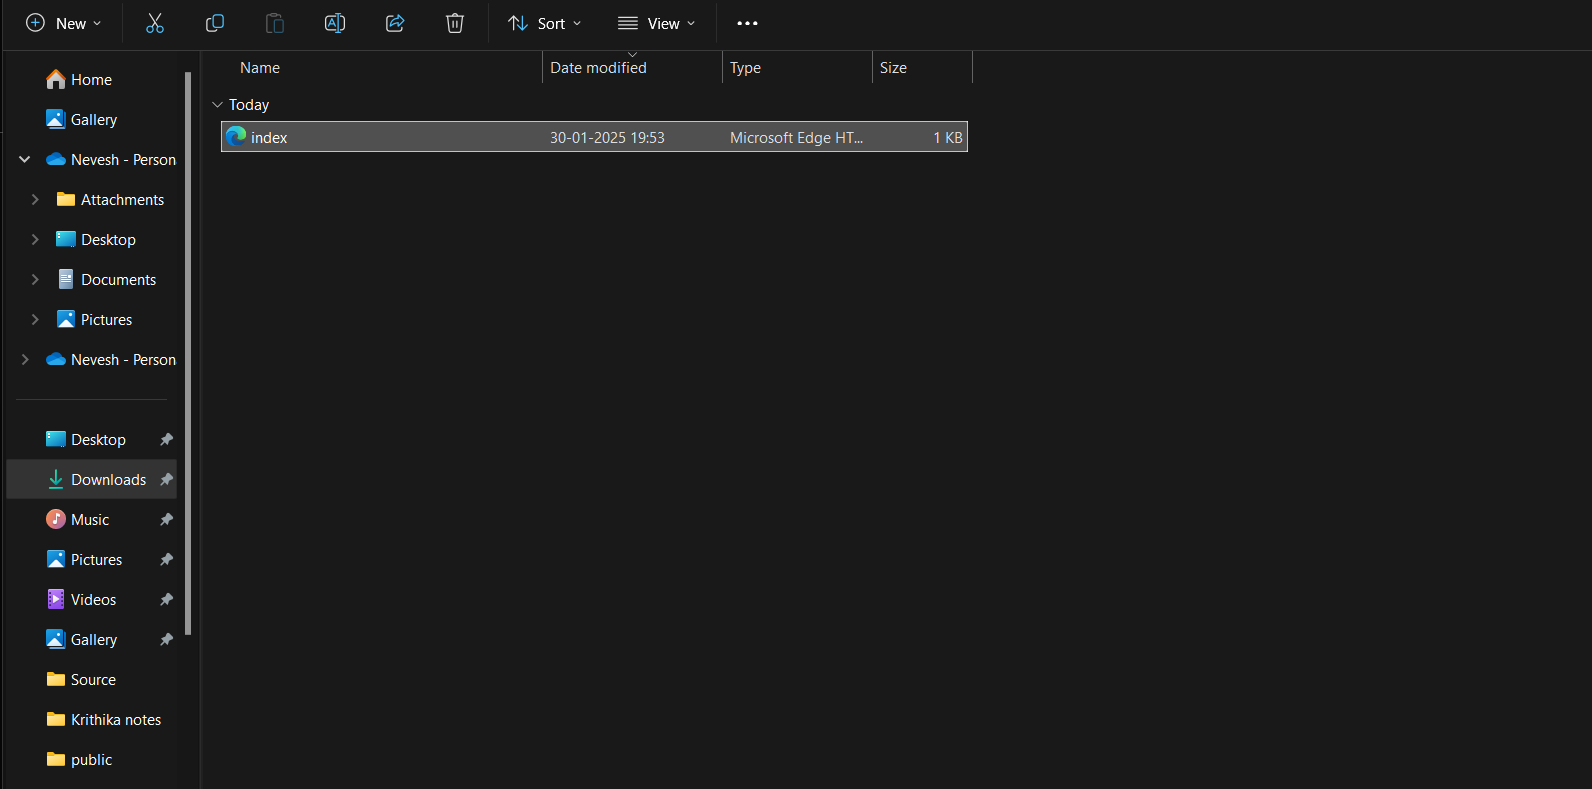 New
Sort
View
Name
Date modified
Type
Size
Today
index
30-01-2025 19:53
Microsoft Edge HT...
1 KB
Home
Gallery
Nevesh - Person
Attachments
Desktop
Documents
Pictures
Nevesh - Person
Desktop
Downloads
Music
Pictures
Videos
Gallery
Source
Krithika notes
public